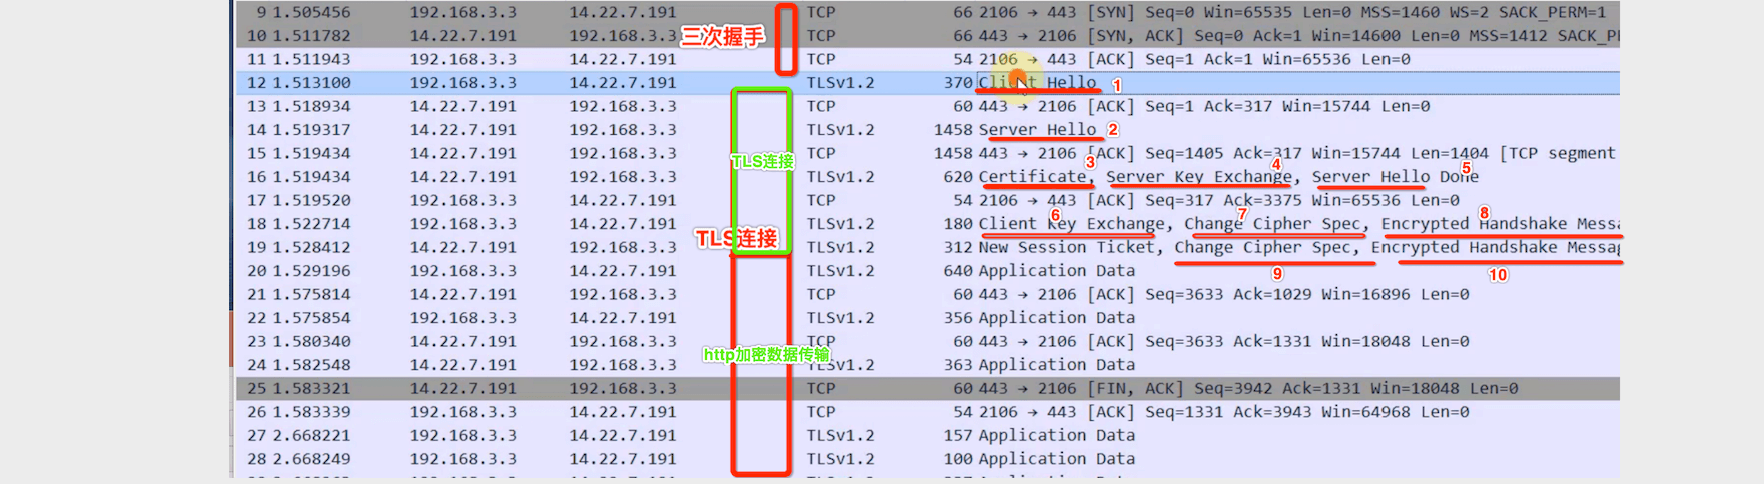 9 1.505456 192.168.3.3 14.22.7.191 TCP 66 2106 → 443 [SYN] Seq=0 Win=65535 Len=0 MSS=1460 WS=2 SACK_PERM=1
三次握手
10 1.511782 14.22.7.191 192.168.3.3 TCP 66 443 → 2106 [SYN, ACK] Seq=0 Ack=1 Win=14600 Len=0 MSS=1412 SACK_P
11 1.511943 192.168.3.3 14.22.7.191 TCP 54 2106 → 443 [ACK] Seq=1 Ack=1 Win=65536 Len=0
12 1.513100 192.168.3.3 14.22.7.191 TLSv1.2 370 Client Hello 1
13 1.518934 14.22.7.191 192.168.3.3 TCP 60 443 → 2106 [ACK] Seq=1 Ack=317 Win=15744 Len=0
14 1.519317 14.22.7.191 192.168.3.3 TLSv1.2 1458 Server Hello 2
15 1.519434 14.22.7.191 192.168.3.3 TCP 1458 443 → 2106 [ACK] Seq=1405 Ack=317 Win=15744 Len=1404 [TCP segment
TLS连接
3 4 5
16 1.519434 14.22.7.191 192.168.3.3 TLSv1.2 620 Certificate, Server Key Exchange, Server Hello Done
17 1.519520 192.168.3.3 14.22.7.191 TCP 54 2106 → 443 [ACK] Seq=317 Ack=3375 Win=65536 Len=0
6 7 8
18 1.522714 192.168.3.3 14.22.7.191 TLSv1.2 180 Client Key Exchange, Change Cipher Spec, Encrypted Handshake Messa
TLS连接
19 1.528412 14.22.7.191 192.168.3.3 TLSv1.2 312 New Session Ticket, Change Cipher Spec, Encrypted Handshake Messag
9 10
20 1.529196 192.168.3.3 14.22.7.191 TLSv1.2 640 Application Data
21 1.575814 14.22.7.191 192.168.3.3 TCP 60 443 → 2106 [ACK] Seq=3633 Ack=1029 Win=16896 Len=0
22 1.575854 192.168.3.3 14.22.7.191 TLSv1.2 356 Application Data
23 1.580340 14.22.7.191 192.168.3.3 TCP 60 443 → 2106 [ACK] Seq=3633 Ack=1331 Win=18048 Len=0
http加密数据传输
24 1.582548 14.22.7.191 192.168.3.3 TLSv1.2 363 Application Data
25 1.583321 14.22.7.191 192.168.3.3 TCP 60 443 → 2106 [FIN, ACK] Seq=3942 Ack=1331 Win=18048 Len=0
26 1.583339 192.168.3.3 14.22.7.191 TCP 54 2106 → 443 [ACK] Seq=1331 Ack=3943 Win=64968 Len=0
27 2.668221 192.168.3.3 14.22.7.191 TLSv1.2 157 Application Data
28 2.668249 192.168.3.3 14.22.7.191 TLSv1.2 100 Application Data